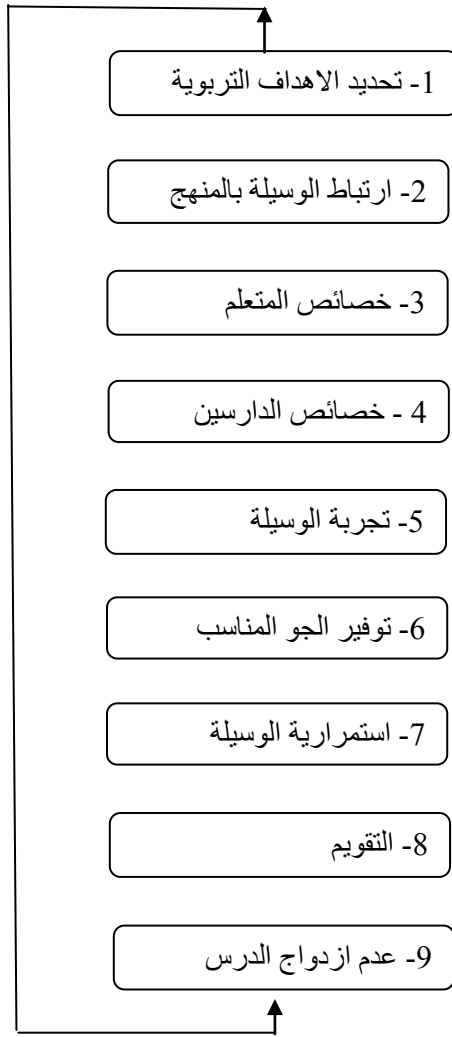 1- تحديد الاهداف التربوية
2- ارتباط الوسيلة بالمنهج
3- خصائص المتعلم
4 - خصائص الدارسين
5- تجربة الوسيلة
6- توفير الجو المناسب
7- استمرارية الوسيلة
8- التقويم
9- عدم ازدواج الدرس